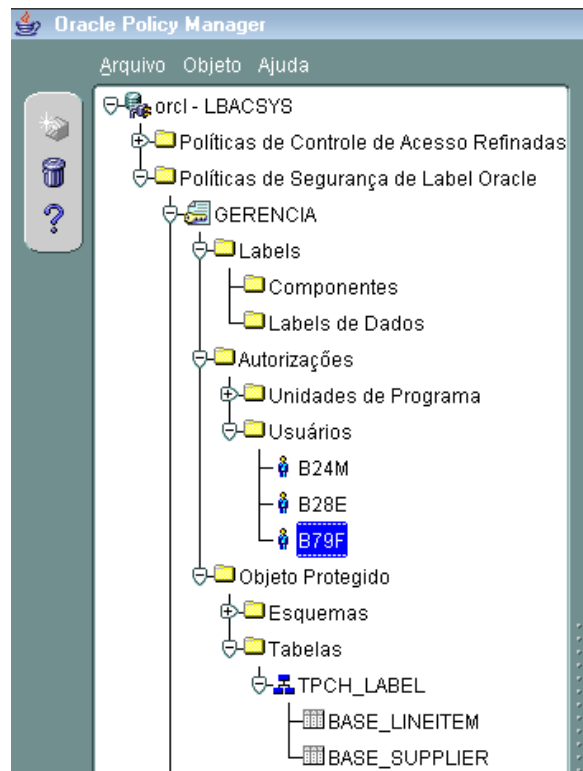 Oracle Policy Manager
Arquivo Objeto Ajuda
orcl - LBACSYS
Políticas de Controle de Acesso Refinadas
Políticas de Segurança de Label Oracle
GERENCIA
Labels
Componentes
Labels de Dados
Autorizações
Unidades de Programa
Usuários
B24M
B28E
B79F
Objeto Protegido
Esquemas
Tabelas
TPCH_LABEL
BASE_LINEITEM
BASE_SUPPLIER